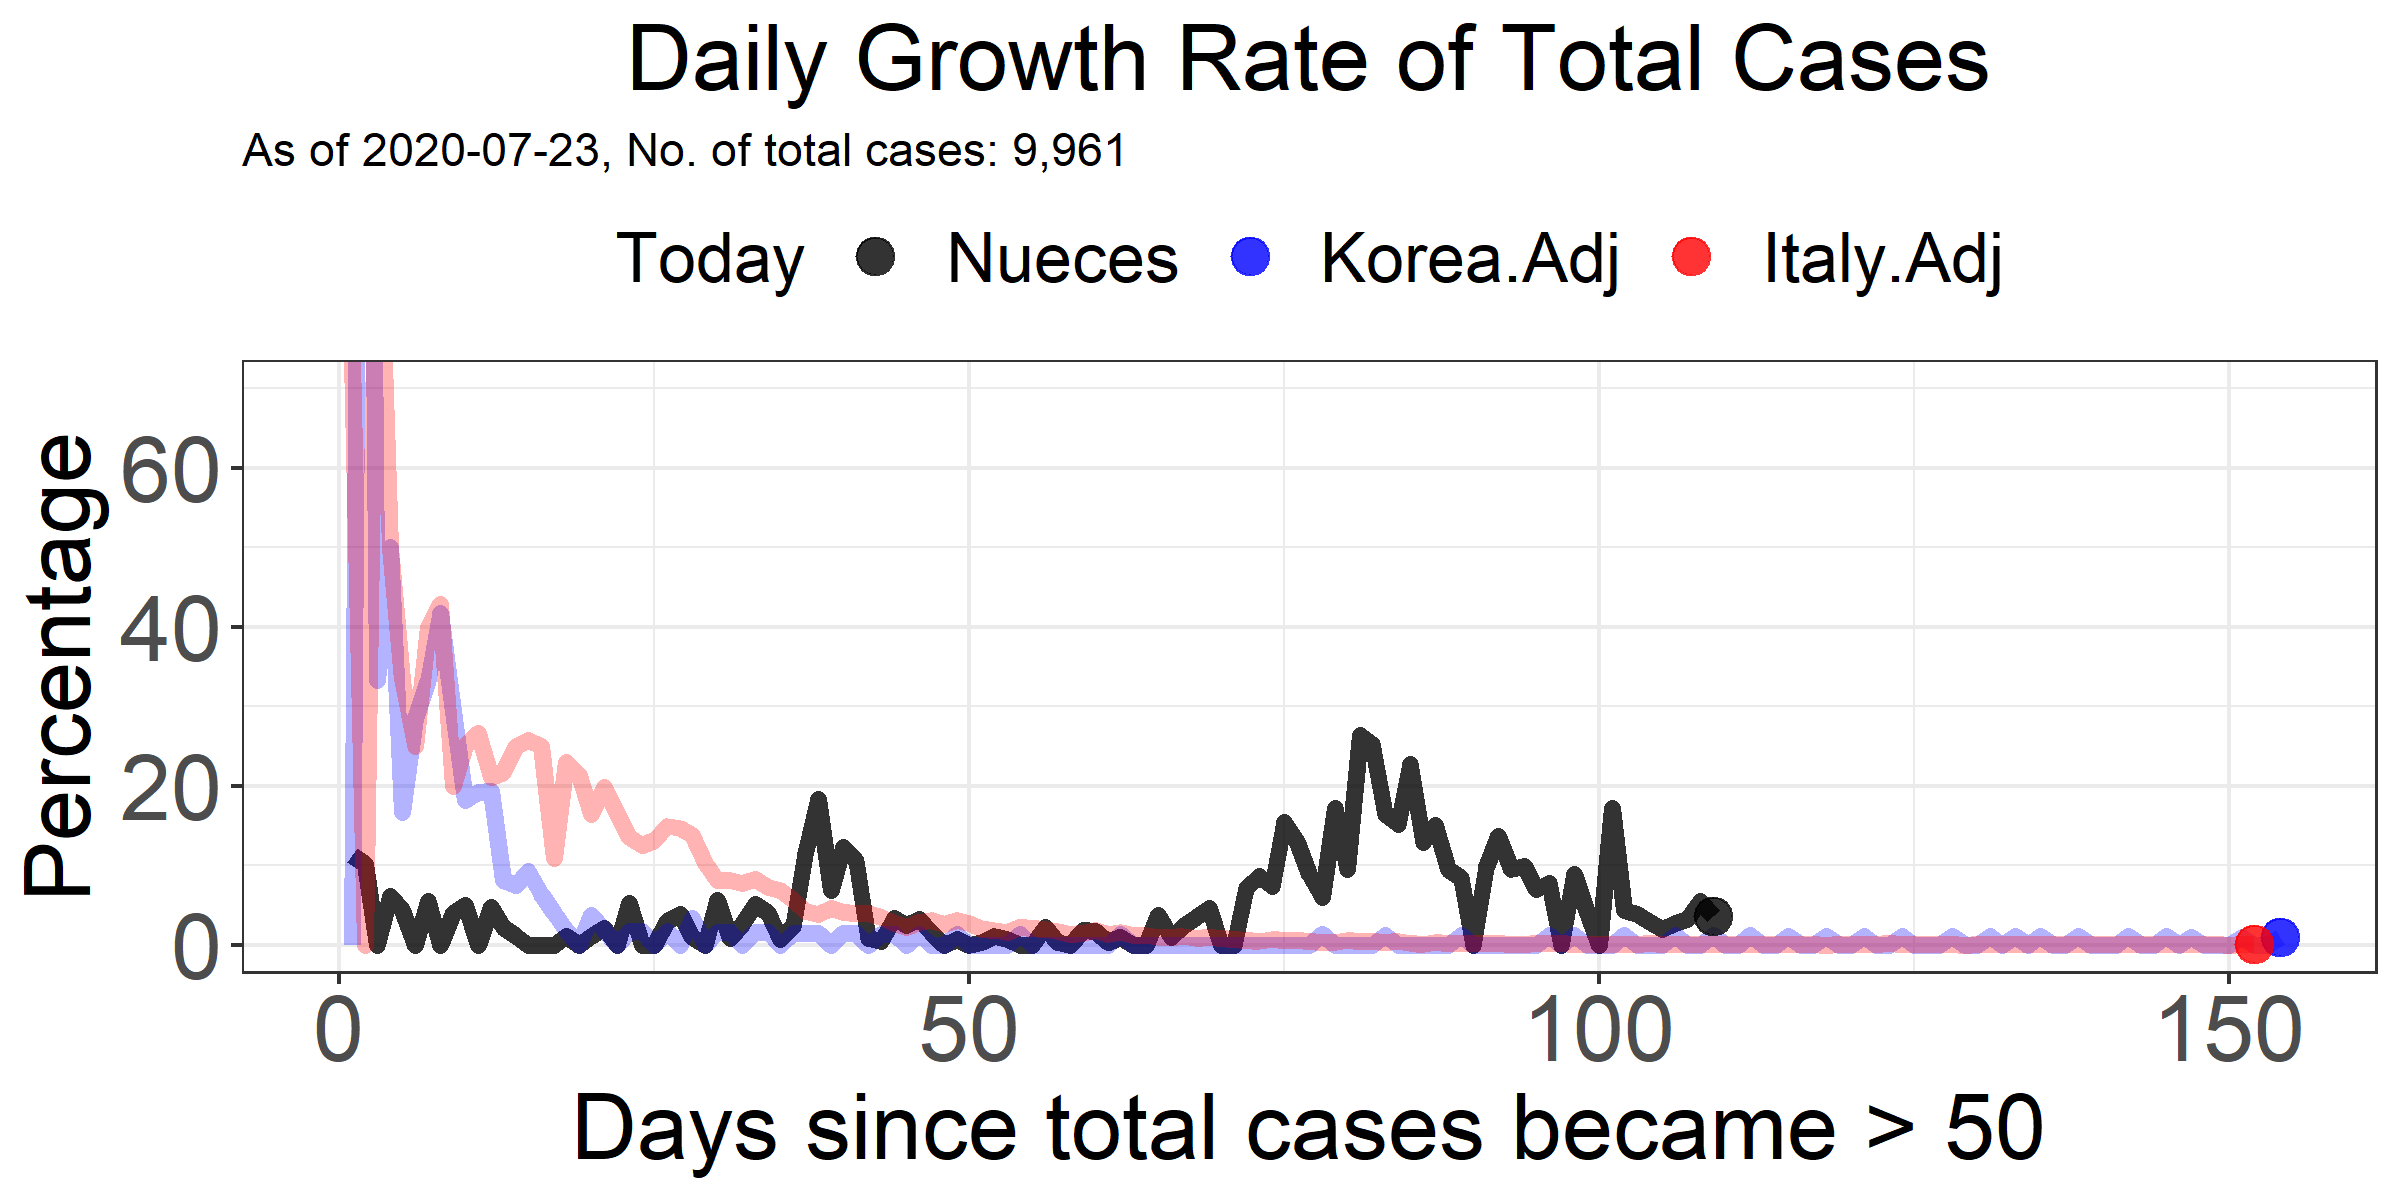 Daily Growth Rate of Total Cases
As of 2020-07-23, No. of total cases: 9,961
Today Nueces Korea.Adj Italy.Adj
Percentage
60
40
20
0
0 50 100 150
Days since total cases became > 50